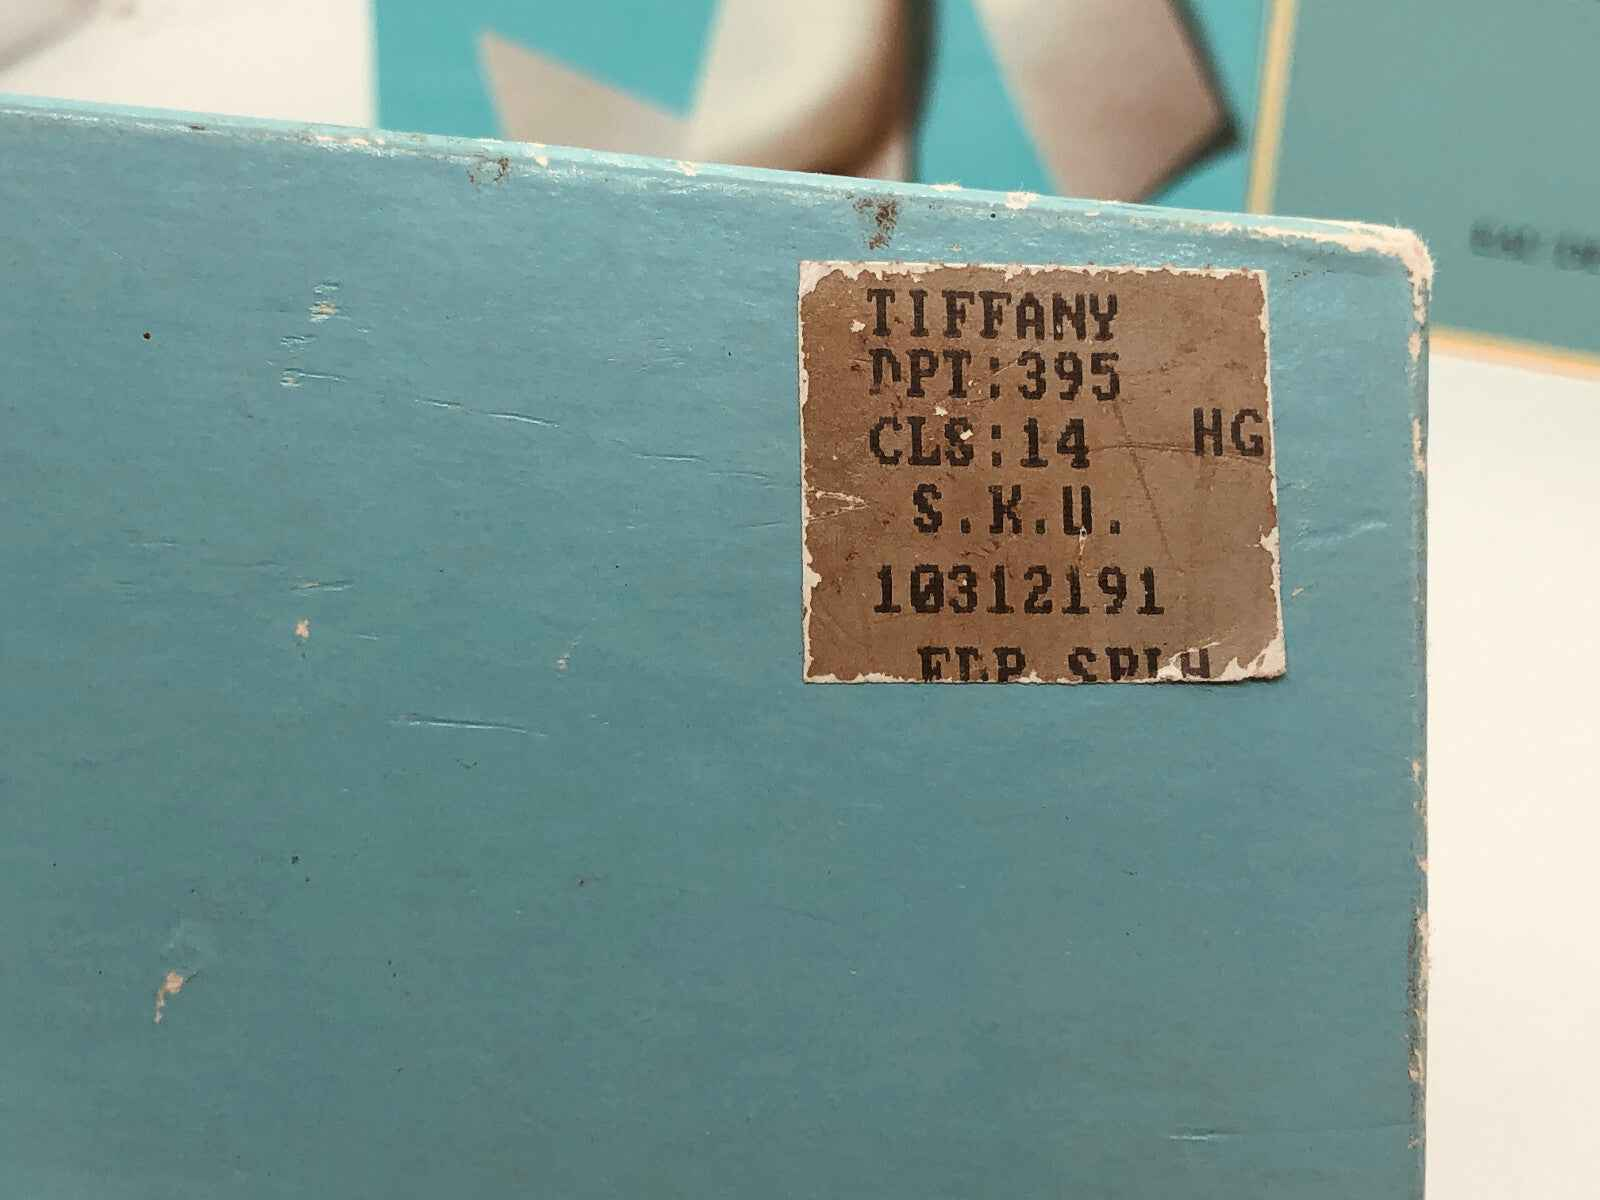 TIFFANY
DPT:395
CLS:14 HG
S.K.U.
10312191